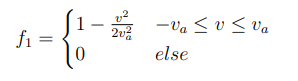 f_1 = \begin{cases} 1 - \frac{v^2}{2v_a^2} & -v_a \leq v \leq v_a \\ 0 & else \end{cases}